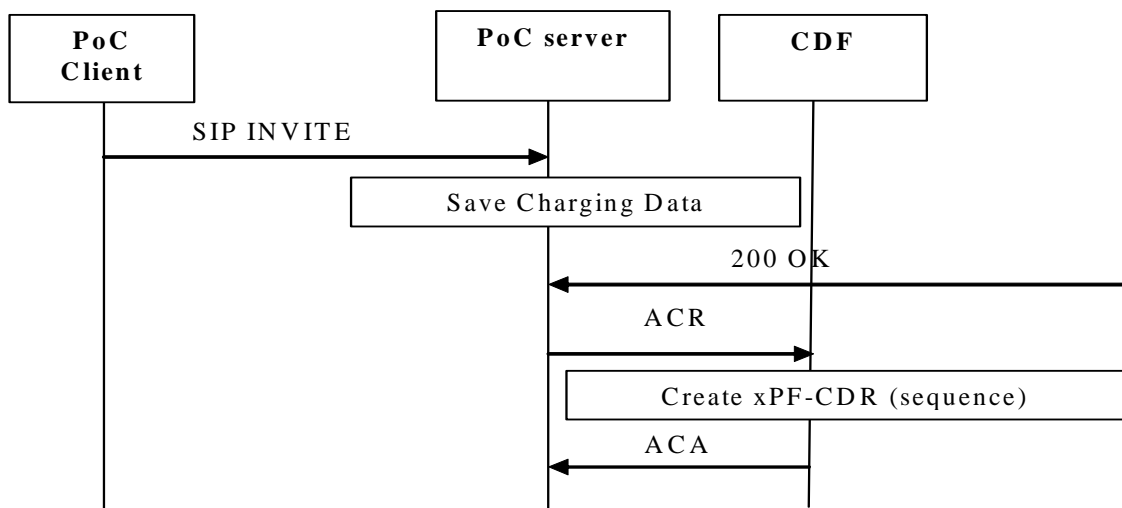 PoC
Client
PoC server
CDF
SIP INVITE
Save Charging Data
200 OK
ACR
Create xPF-CDR (sequence)
ACA